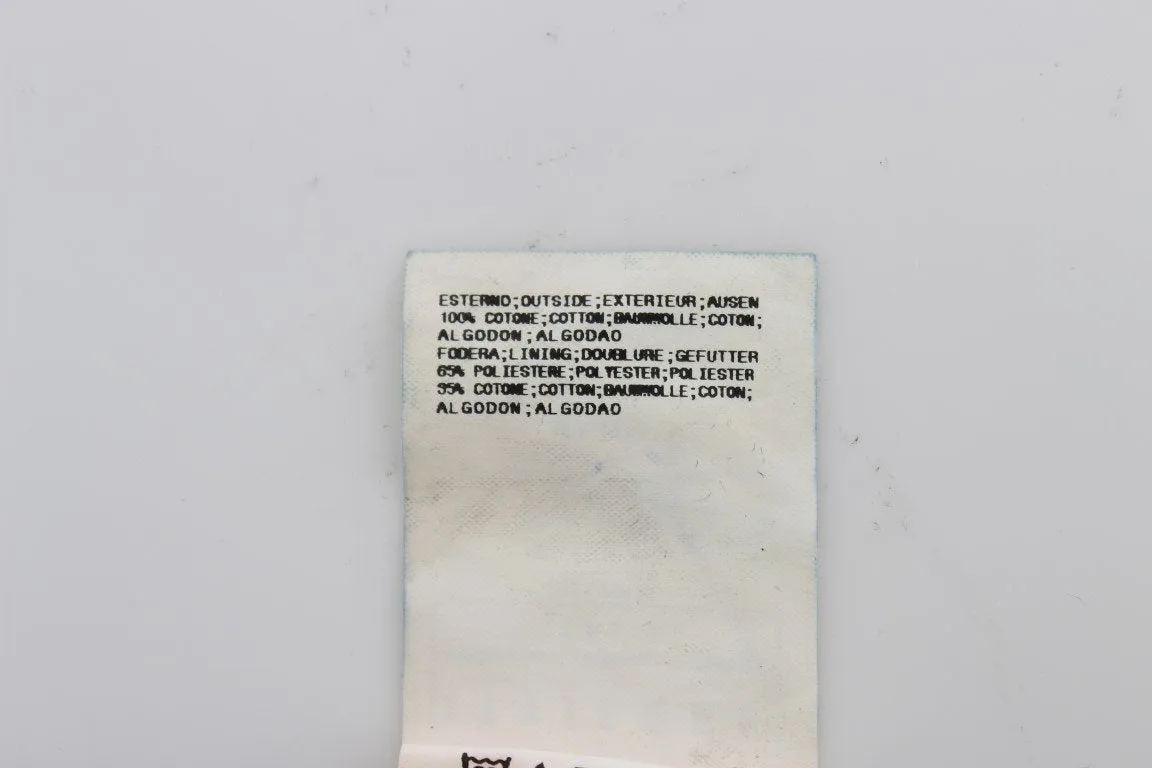 ESTERNO;OUTSIDE;EXTERIEUR;AUSEN
100% COTONE;COTTON;BAUMWOLLE;COTON;
ALGODON;ALGODAO
FODERA;LINING;DOUBLURE;GEFUTTER
65% POLIESTERE;POLYESTER;POLIESTER
35% COTONE;COTTON;BAUMWOLLE;COTON;
ALGODON;ALGODAO